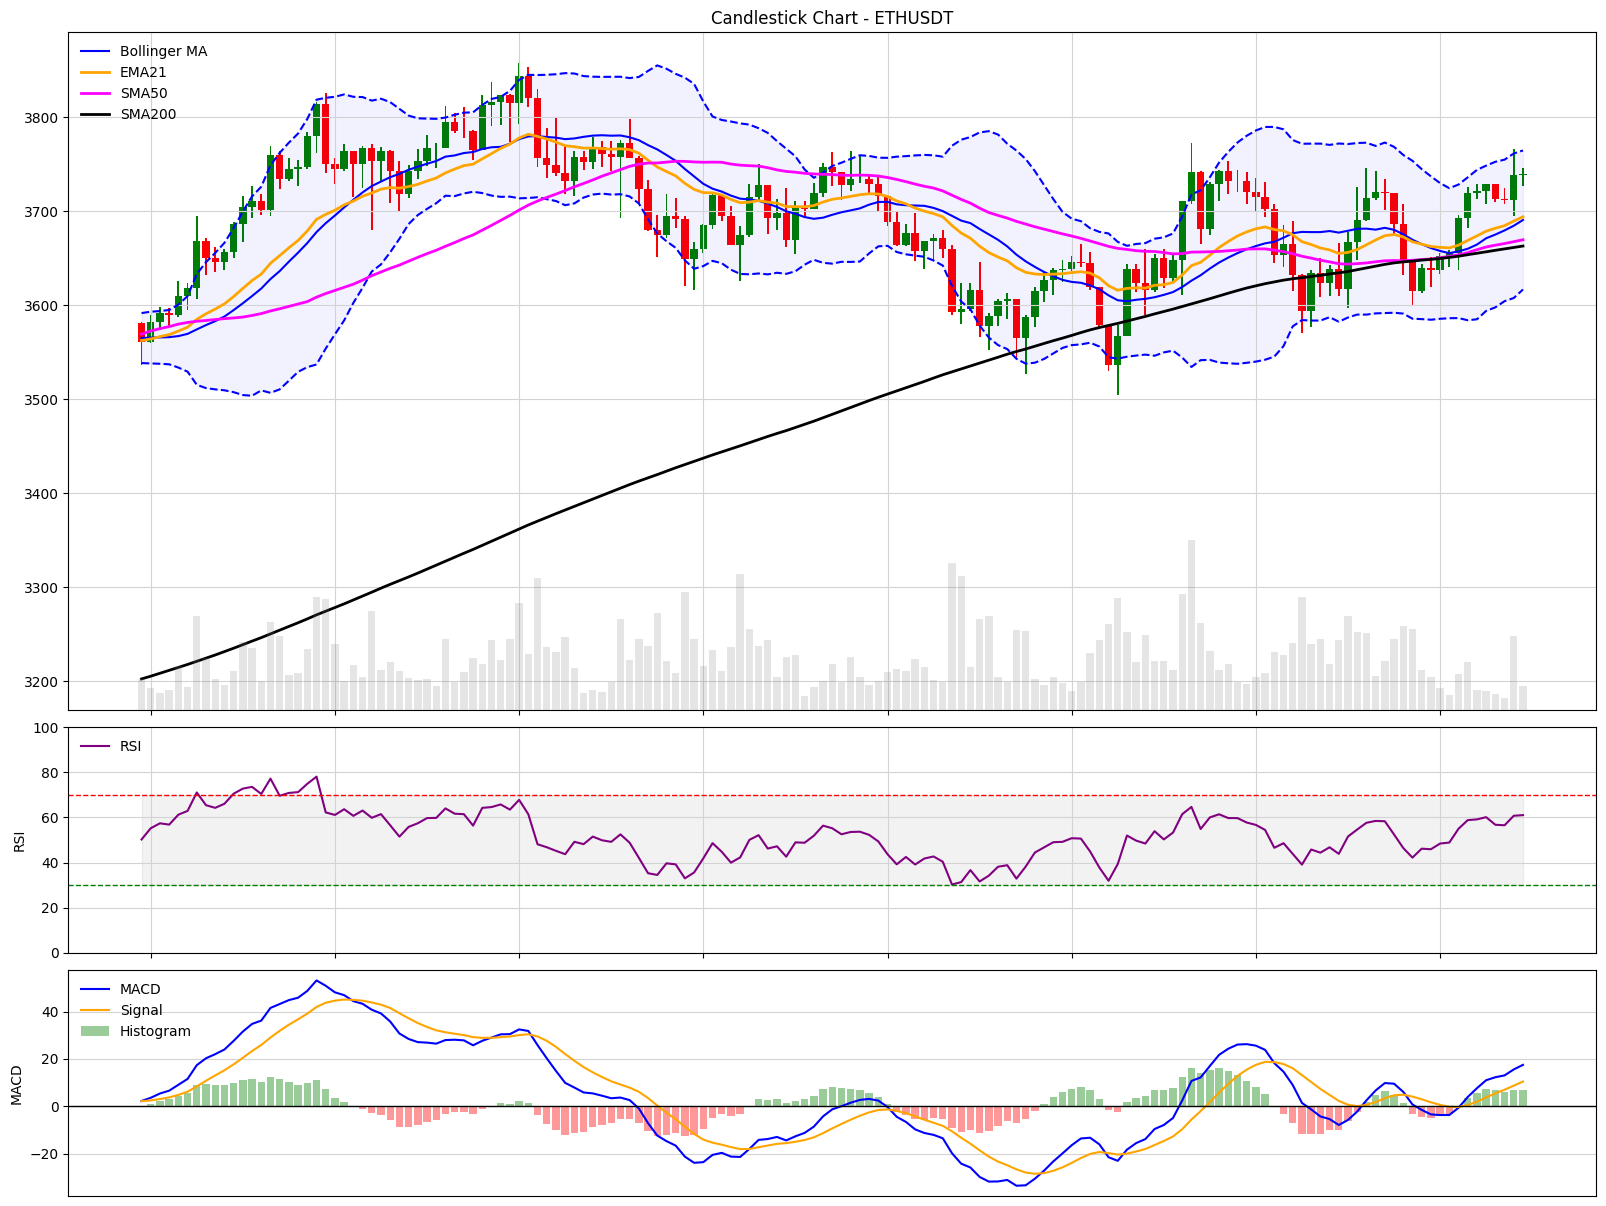 Candlestick Chart - ETHUSDT
Bollinger MA
EMA21
SMA50
SMA200
3800
3700
3600
3500
3400
3300
3200
RSI
100
80
60
40
20
0
RSI
MACD
Signal
Histogram
40
20
0
−20
MACD